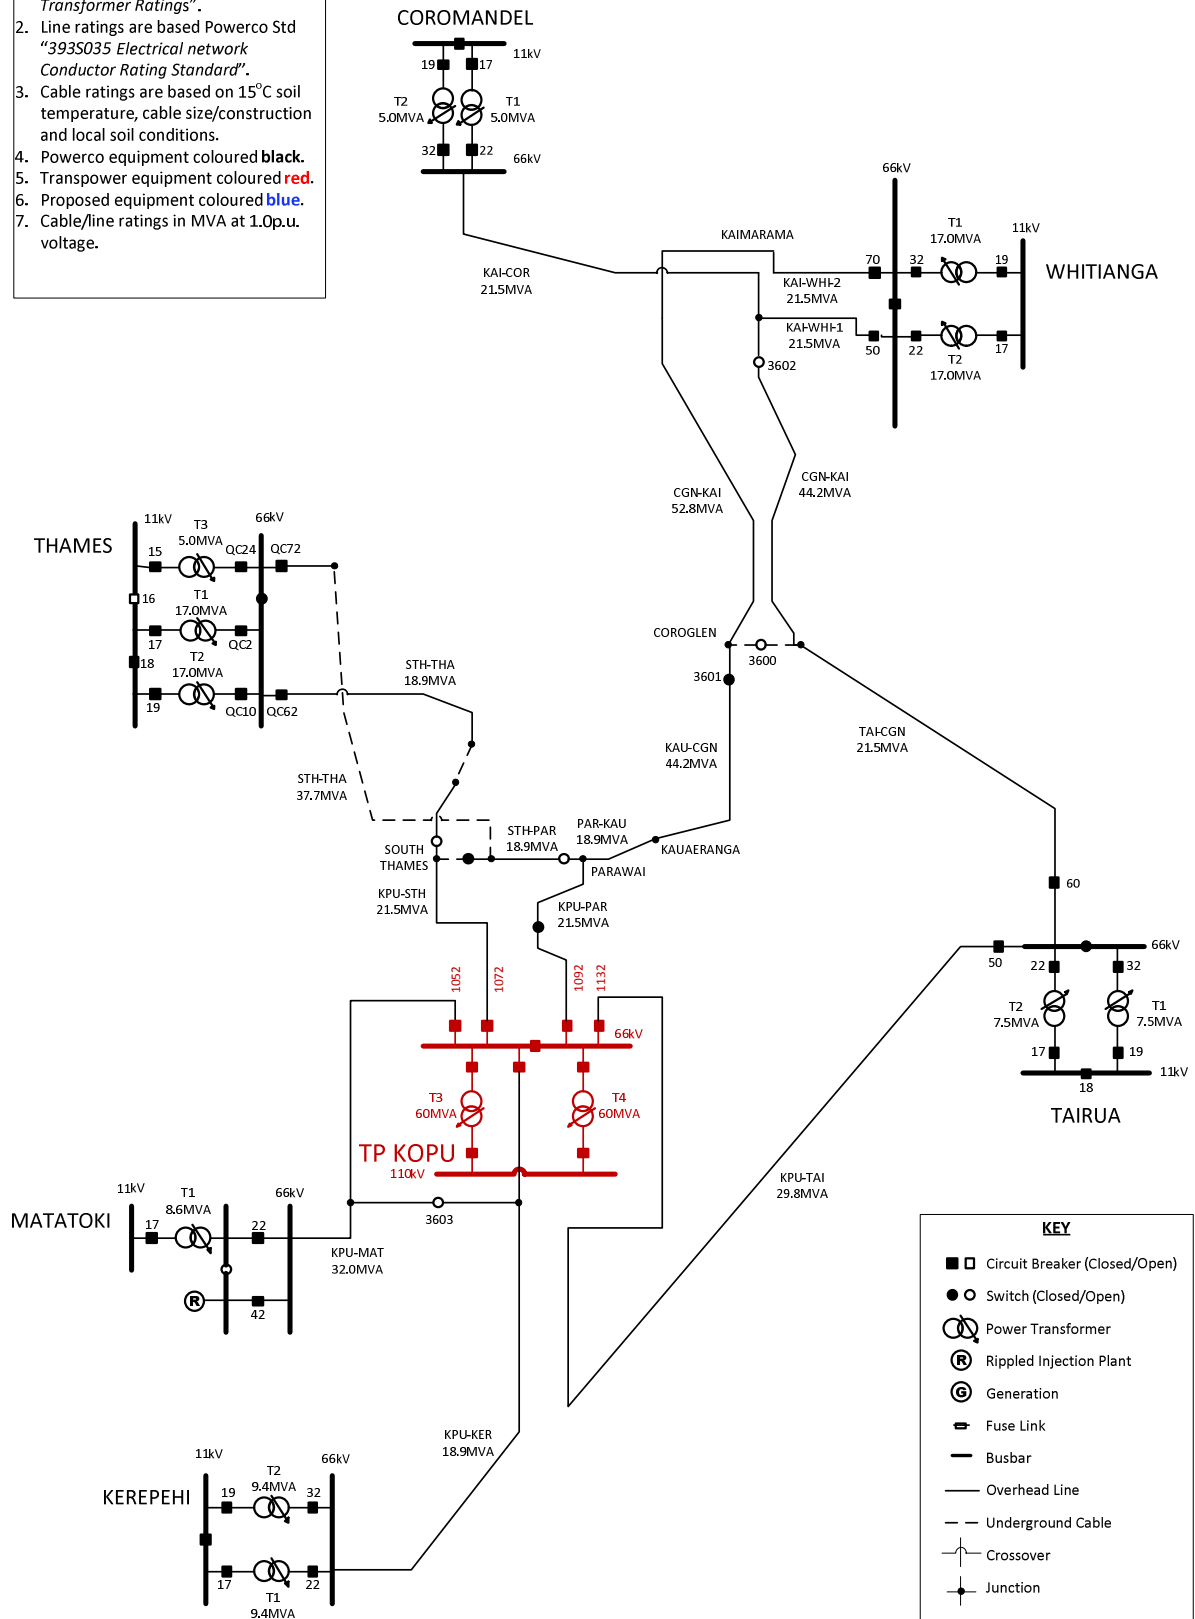 Transformer Ratings”.
2. Line ratings are based Powerco Std
“393S035 Electrical network
Conductor Rating Standard”.
3. Cable ratings are based on 15°C soil
temperature, cable size/construction
and local soil conditions.
4. Powerco equipment coloured black.
5. Transpower equipment coloured red.
6. Proposed equipment coloured blue.
7. Cable/line ratings in MVA at 1.0p.u.
voltage.
COROMANDEL
11kV
19
17
T2
5.0MVA
T1
5.0MVA
32
22
66kV
KAI-COR
21.5MVA
KAIMARAMA
66kV
70
32
T1
17.0MVA
19
11kV
WHITIANGA
KAI-WHI-2
21.5MVA
KAI-WHI-1
21.5MVA
50
22
T2
17.0MVA
17
3602
CGN-KAI
52.8MVA
CGN-KAI
44.2MVA
THAMES
11kV
15
T3
5.0MVA
QC24
66kV
QC72
16
T1
17.0MVA
17
QC2
18
T2
17.0MVA
19
QC10
QC62
STH-THA
18.9MVA
STH-THA
37.7MVA
COROGLEN
3600
3601
KAU-CGN
44.2MVA
TAI-CGN
21.5MVA
SOUTH
THAMES
STH-PAR
18.9MVA
PAR-KAU
18.9MVA
PARAWAI
KAUAERANGA
KPU-STH
21.5MVA
KPU-PAR
21.5MVA
60
50
66kV
22
32
T2
7.5MVA
T1
7.5MVA
17
19
18
11kV
TAIRUA
1052
1072
1092
1132
66kV
T3
60MVA
T4
60MVA
TP KOPU
110kV
3603
KPU-TAI
29.8MVA
MATATOKI
11kV
17
T1
8.6MVA
22
66kV
R
42
KPU-MAT
32.0MVA
KPU-KER
18.9MVA
KEREPEHI
11kV
19
T2
9.4MVA
32
66kV
17
T1
9.4MVA
22
KEY
Circuit Breaker (Closed/Open)
Switch (Closed/Open)
Power Transformer
R Rippled Injection Plant
G Generation
Fuse Link
Busbar
Overhead Line
Underground Cable
Crossover
Junction